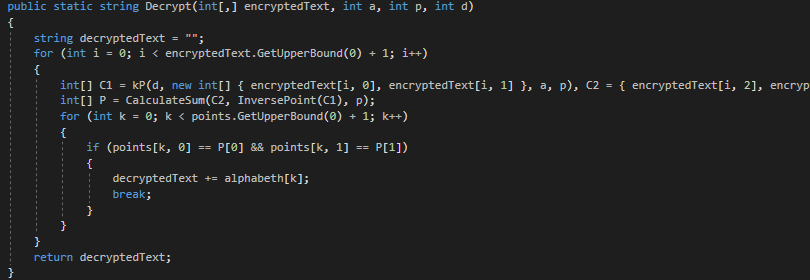 public static string Decrypt(int[,] encryptedText, int a, int p, int d)
{
string decryptedText = "";
for (int i = 0; i < encryptedText.GetUpperBound(0) + 1; i++)
{
int[] C1 = kP(d, new int[] { encryptedText[i, 0], encryptedText[i, 1] }, a, p), C2 = { encryptedText[i, 2], encryp
int[] P = CalculateSum(C2, InversePoint(C1), p);
for (int k = 0; k < points.GetUpperBound(0) + 1; k++)
{
if (points[k, 0] == P[0] && points[k, 1] == P[1])
{
decryptedText += alphabeth[k];
break;
}
}
}
return decryptedText;
}